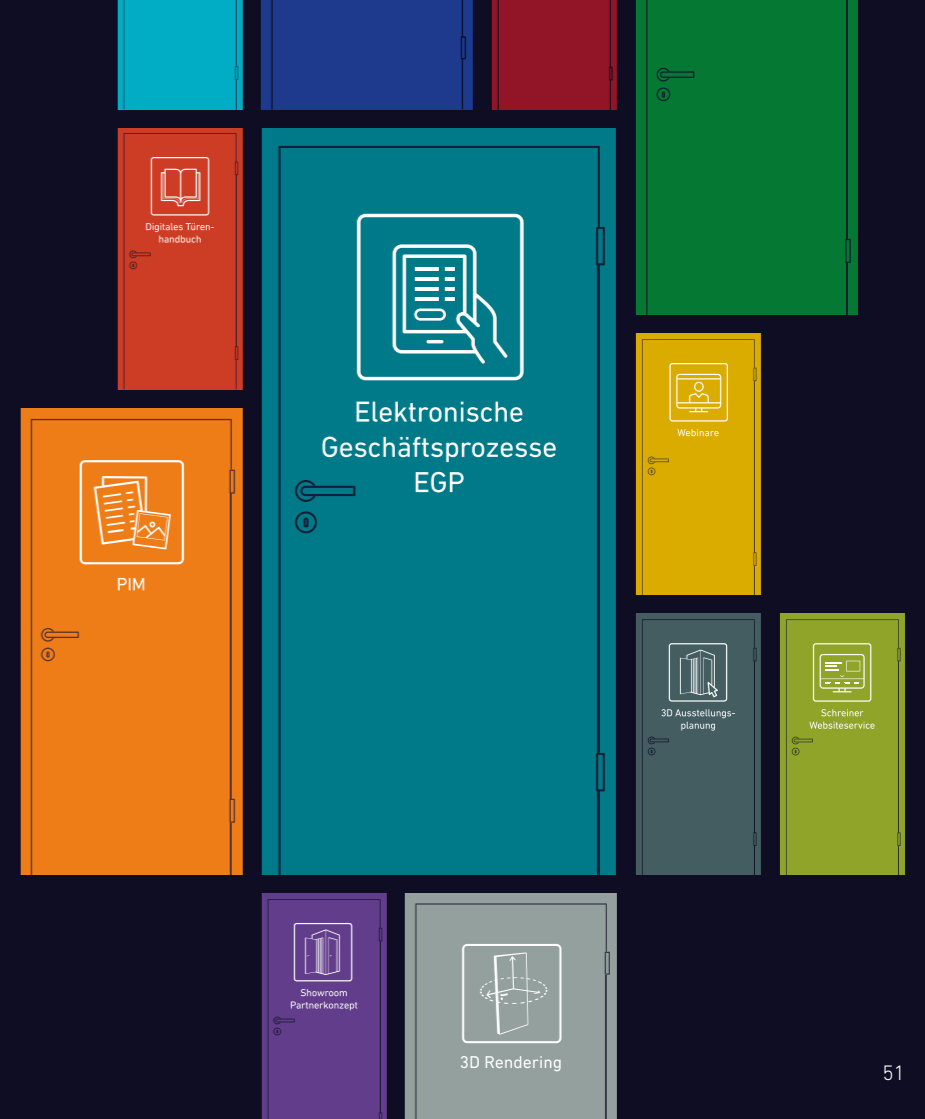 Digitales Türen-
handbuch
Elektronische
Geschäftsprozesse
EGP
Webinare
PIM
3D Ausstellungs-
planung
Schreiner
Websiteservice
Showroom
Partnerkonzept
3D Rendering
51